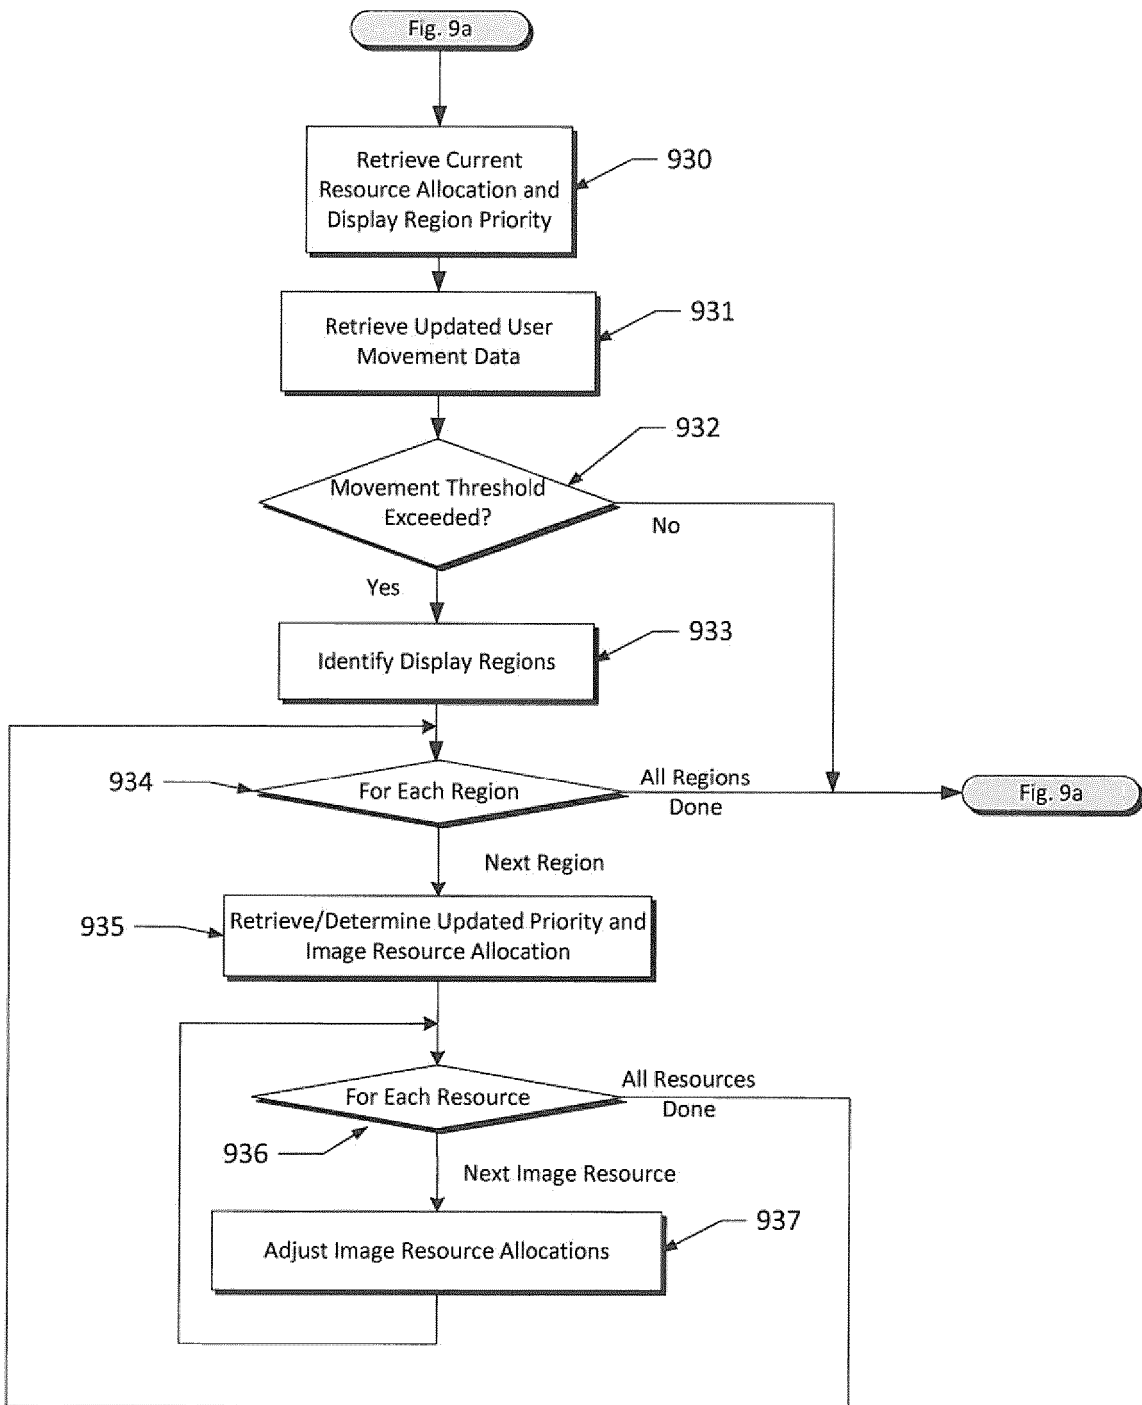 Fig. 9a
Retrieve Current
Resource Allocation and
Display Region Priority
930
Retrieve Updated User
Movement Data
931
Movement Threshold
Exceeded?
932
No
Yes
Identify Display Regions
933
934
For Each Region
All Regions
Done
Fig. 9a
Next Region
935
Retrieve/Determine Updated Priority and
Image Resource Allocation
For Each Resource
All Resources
Done
936
Next Image Resource
Adjust Image Resource Allocations
937